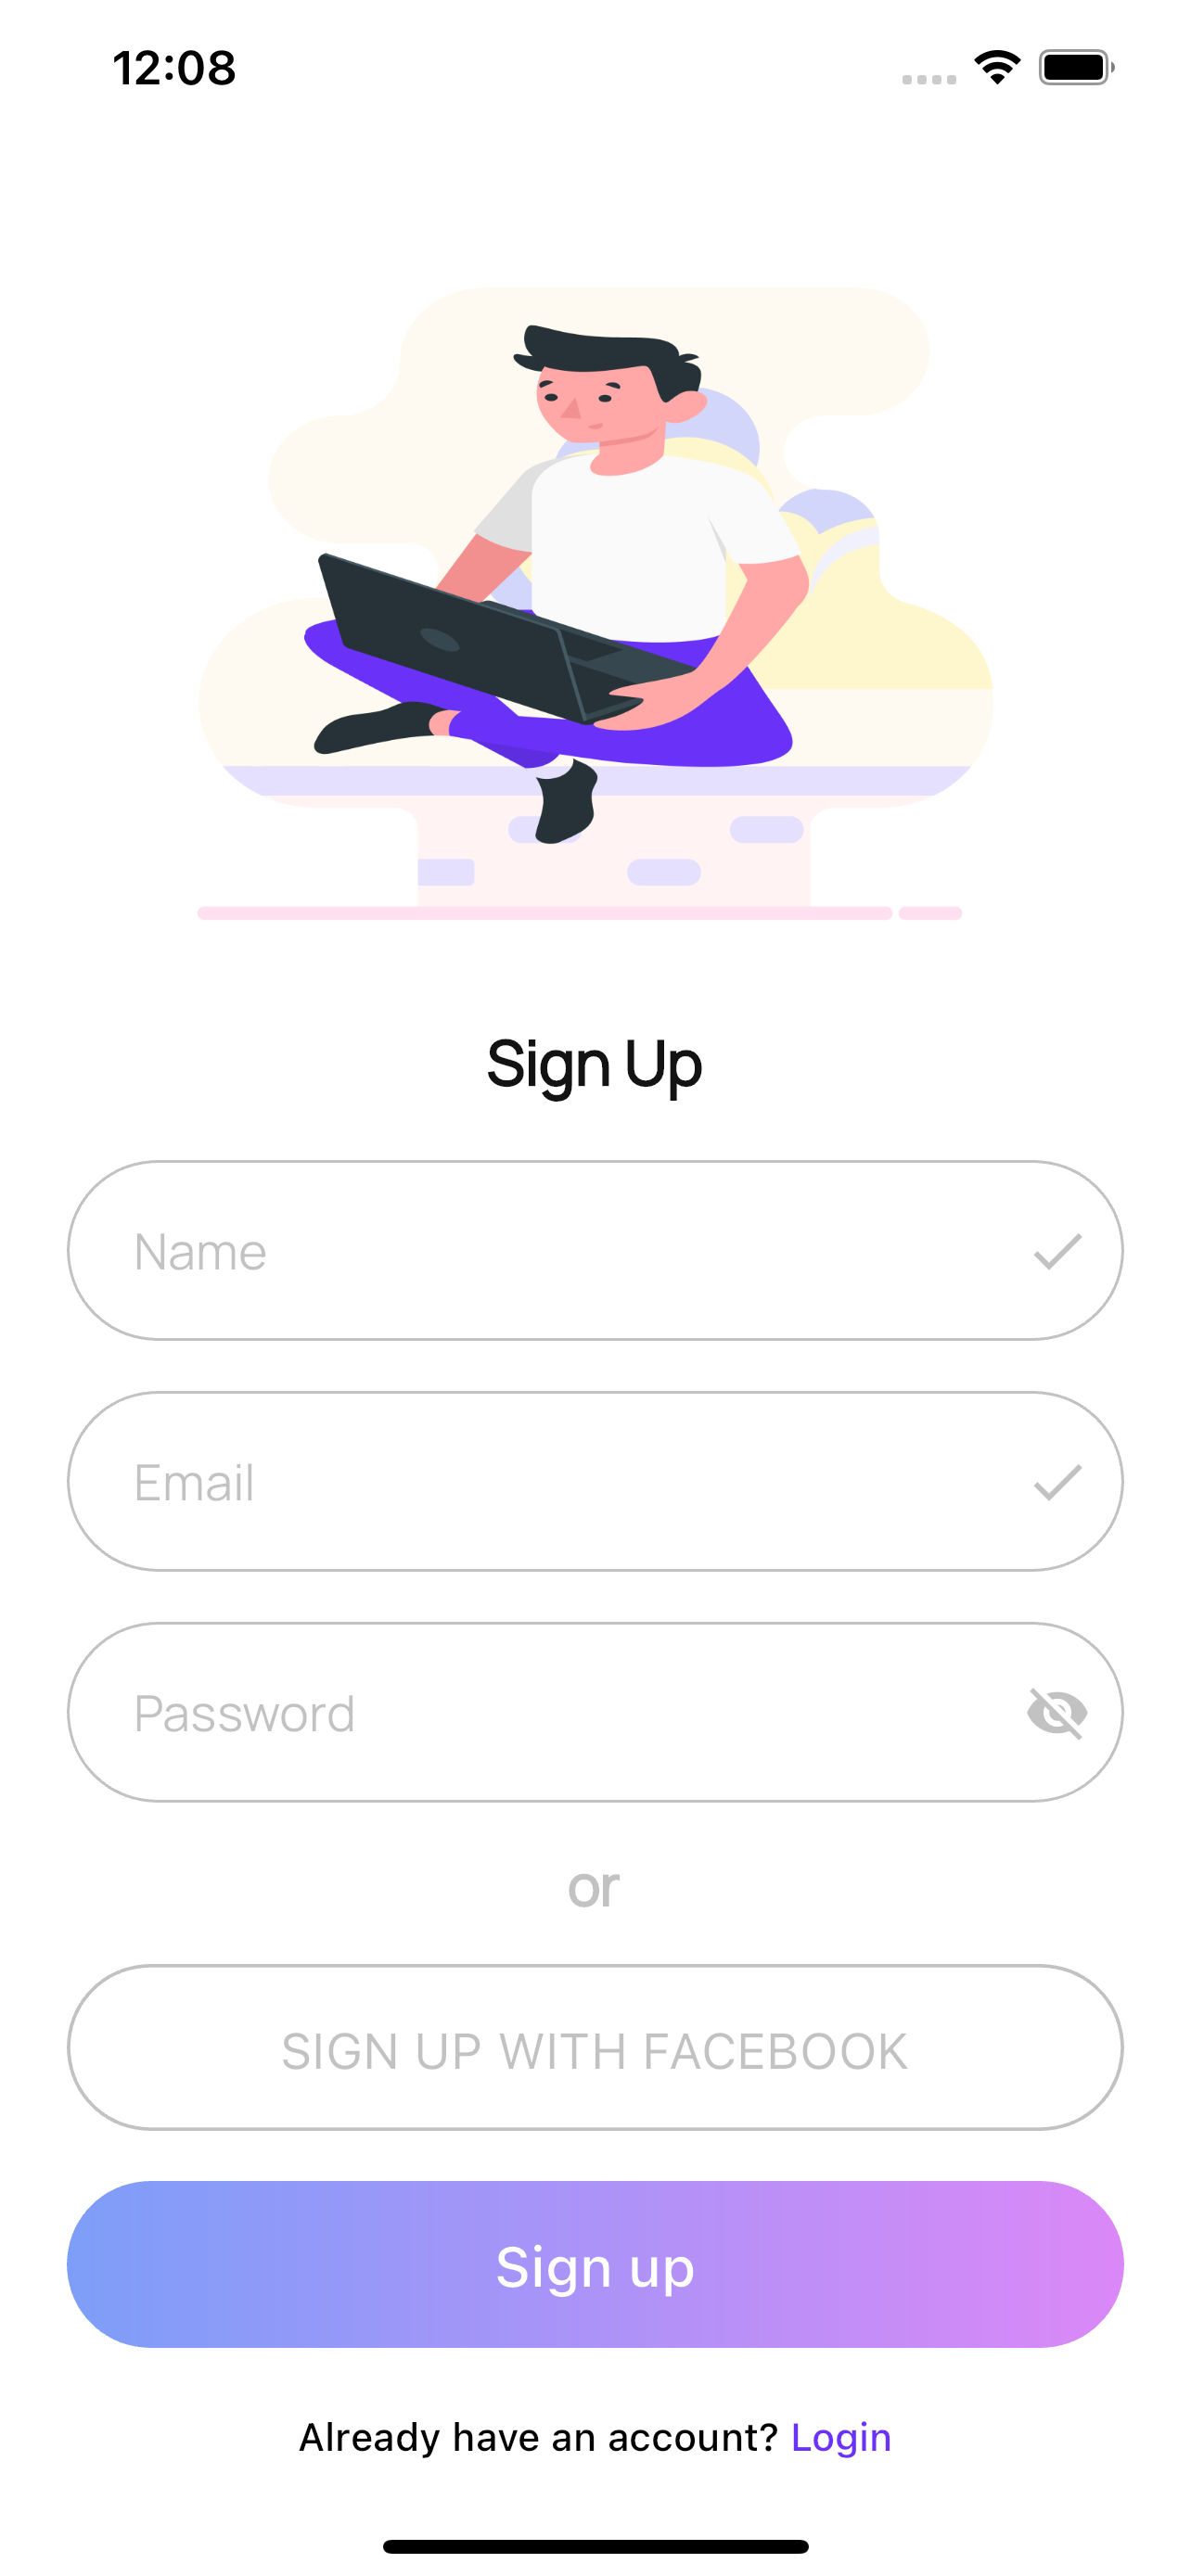 12:08
Sign Up
Name
Email
Password
or
SIGN UP WITH FACEBOOK
Sign up
Already have an account? Login